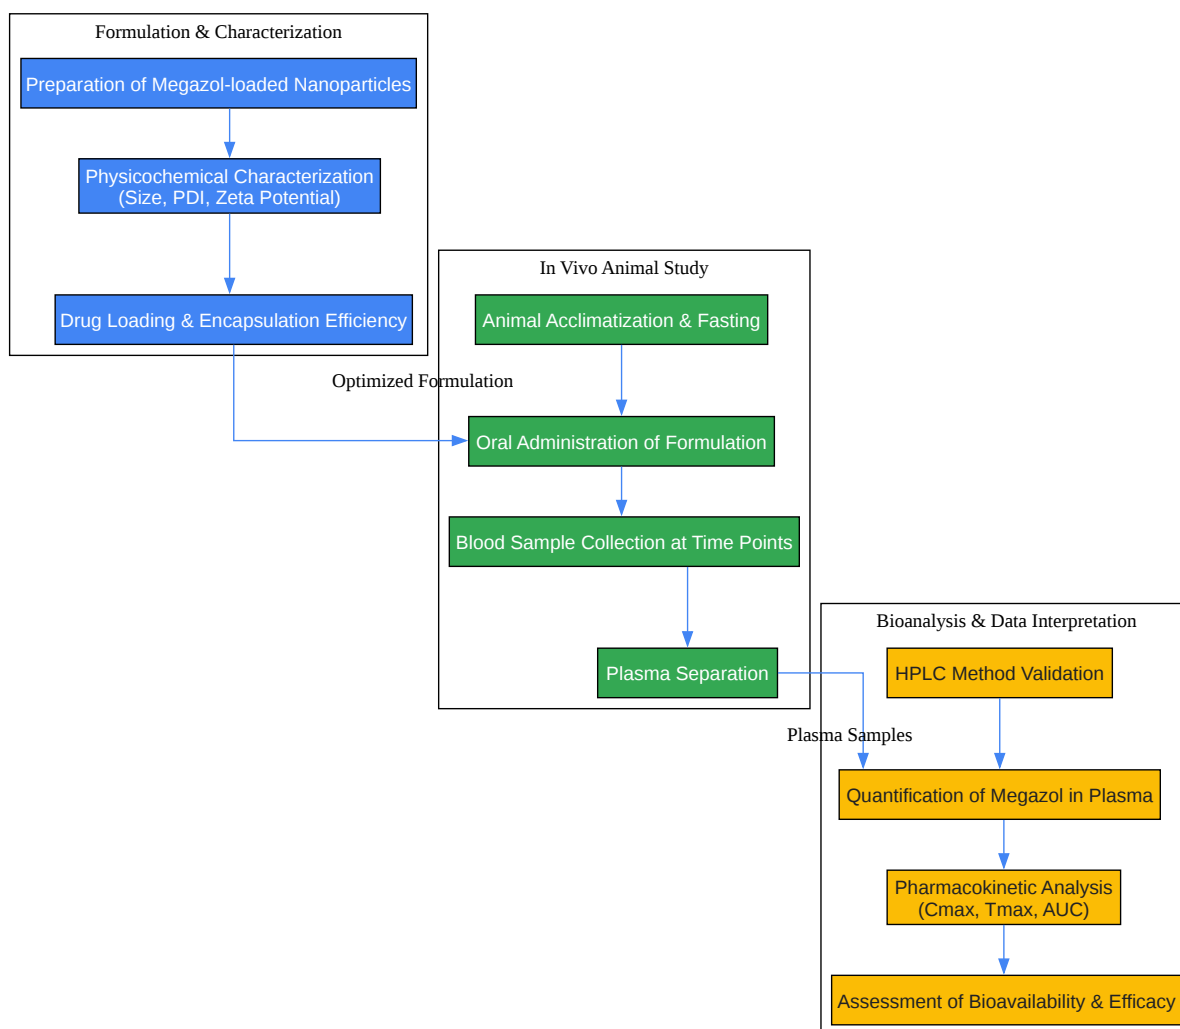 Formulation & Characterization
Preparation of Megazol-loaded Nanoparticles
Physicochemical Characterization
(Size, PDI, Zeta Potential)
Drug Loading & Encapsulation Efficiency
Optimized Formulation
In Vivo Animal Study
Animal Acclimatization & Fasting
Oral Administration of Formulation
Blood Sample Collection at Time Points
Plasma Separation
Plasma Samples
Bioanalysis & Data Interpretation
HPLC Method Validation
Quantification of Megazol in Plasma
Pharmacokinetic Analysis
(Cmax, Tmax, AUC)
Assessment of Bioavailability & Efficacy